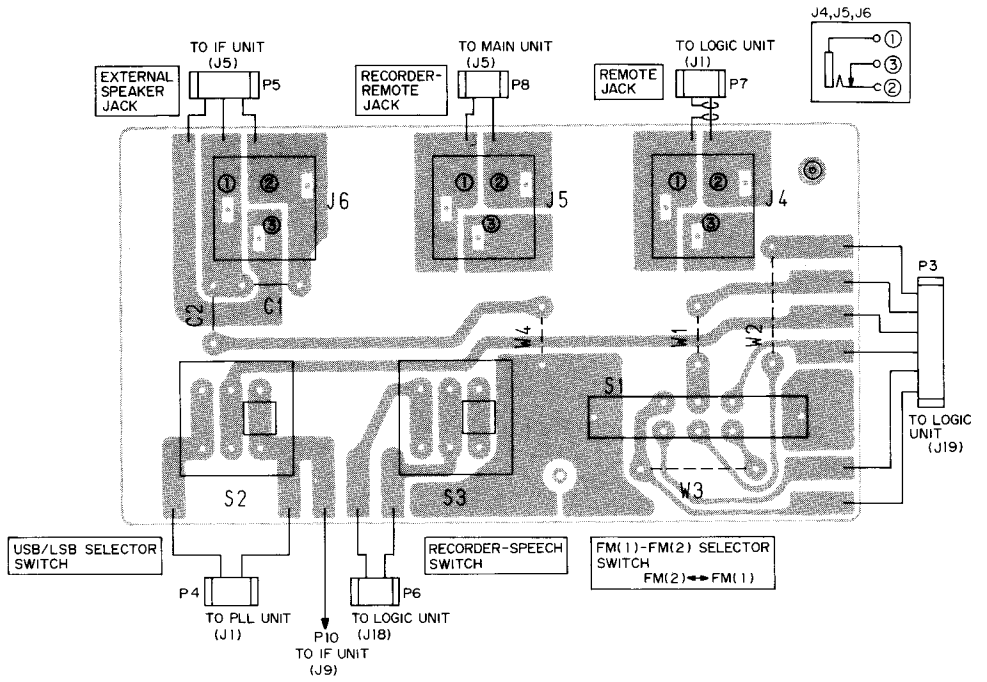 J4,J5,J6
①
③
②
TO IF UNIT
(J5)
P5
EXTERNAL
SPEAKER
JACK
TO MAIN UNIT
(J5)
P8
RECORDER-
REMOTE
JACK
TO LOGIC UNIT
(J1)
P7
REMOTE
JACK
①
②
③
J6
①
②
③
J5
①
②
③
J4
P3
C2
C1
W4
W1
W2
S1
TO LOGIC
UNIT
(J19)
W3
S2
S3
USB/LSB SELECTOR
SWITCH
RECORDER-SPEECH
SWITCH
FM(1)-FM(2) SELECTOR
SWITCH
FM(2)↔FM(1)
P4
TO PLL UNIT
(J1)
P10
TO IF UNIT
(J9)
P6
TO LOGIC UNIT
(J18)